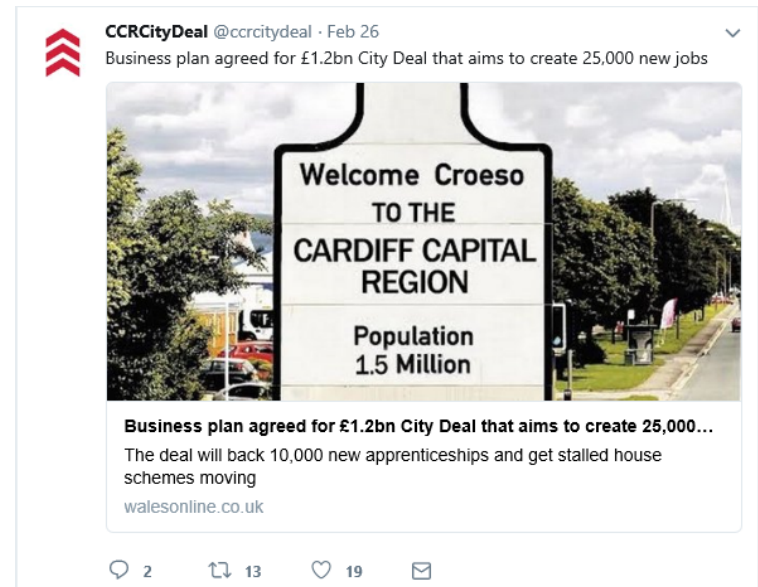 CCRCityDeal @ccrcitydeal · Feb 26
Business plan agreed for £1.2bn City Deal that aims to create 25,000 new jobs
Welcome Croeso
TO THE
CARDIFF CAPITAL
REGION
Population
1.5 Million
Business plan agreed for £1.2bn City Deal that aims to create 25,000...
The deal will back 10,000 new apprenticeships and get stalled house
schemes moving
walesonline.co.uk
2 13 19